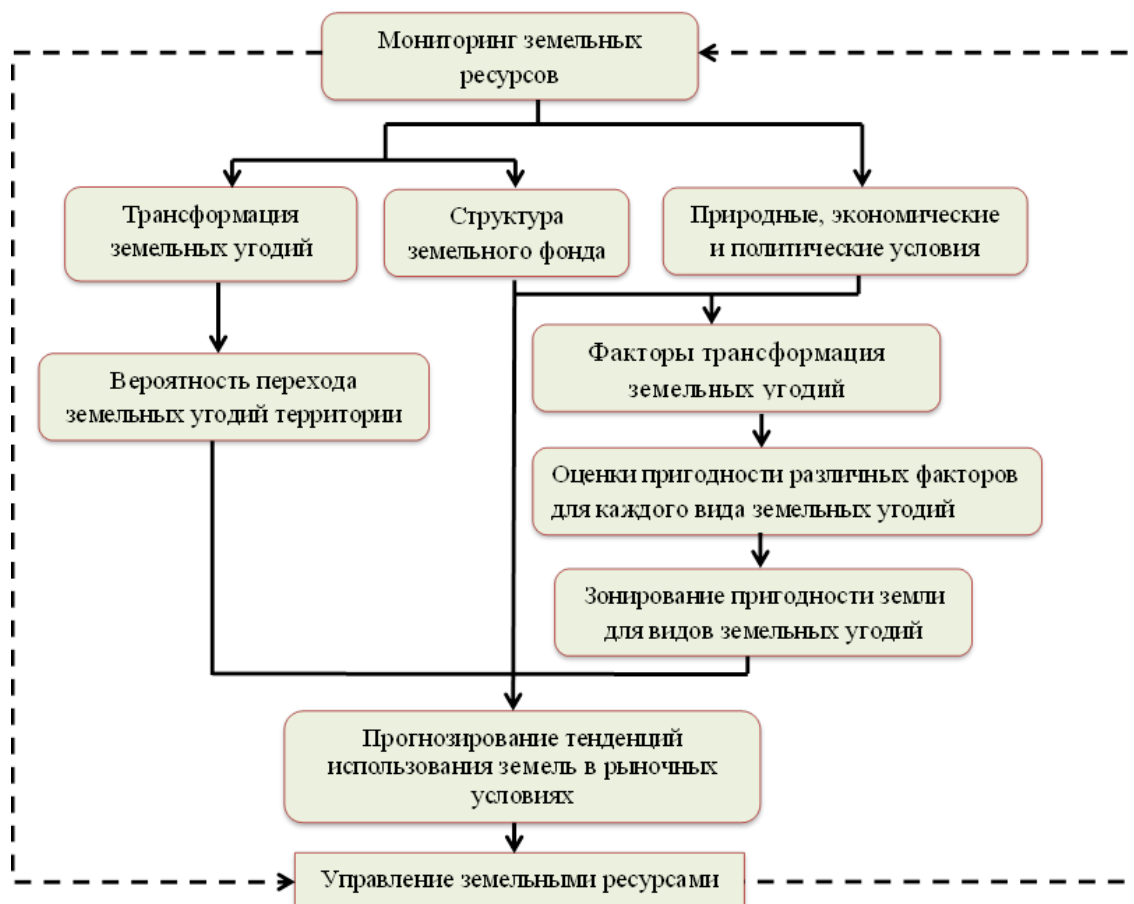 Мониторинг земельных
ресурсов
Трансформация
земельных угодий
Структура
земельного фонда
Природные, экономические
и политические условия
Факторы трансформация
земельных угодий
Вероятность перехода
земельных угодий территории
Оценки пригодности различных факторов
для каждого вида земельных угодий
Зонирование пригодности земли
для видов земельных угодий
Прогнозирование тенденций
использования земель в рыночных
условиях
Управление земельными ресурсами